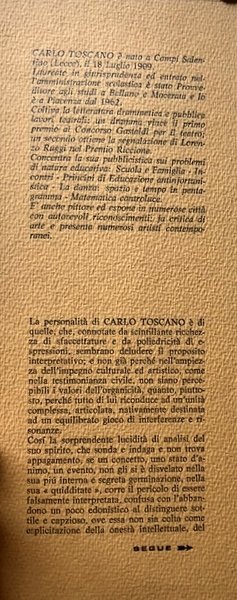 CARLO TOSCANO è nato a Campi Salen-
tino (Lecce), il 18 Luglio 1909.
Laureato in giurisprudenza ed entrato nel-
l'amministrazione scolastica è stato Provve-
ditore agli studi a Belluno e Macerata e lo
è a Piacenza dal 1962.
Coltiva la letteratura drammatica e pubblica
lavori teatrali: un dramma vince il primo
premio al Concorso Gastaldi per il teatro;
un secondo ottiene la segnalazione di Loren-
zo Ruggi nel Premio Riccione.
Concentra la sua pubblicistica sui problemi
di natura educativa: Scuola e Famiglia - In-
contri - Principi di Educazione antinfortuni-
stica - La danza: spazio e tempo in penta-
gramma - Matematica controluce.
E' anche pittore ed espone in numerose città
con autorevoli riconoscimenti: fa critica di
arte e presenta numerosi artisti contempo-
ranei.
La personalità di CARLO TOSCANO è di
quelle che, connotate da scintillante ricchez-
za di sfaccettature e da poliedricità di e-
spressioni, sembrano deludere il proposito
interpretativo; e non già perché nell'ampiez-
za dell'impegno culturale ed artistico, come
nella testimonianza civile, non siano perce-
pibili i valori dell'organicità, quanto, piutto-
sto, perché tutto di lui riconduce ad un'unità
complessa, articolata, nativamente destinata
ad un equilibrato gioco di interferenze e ri-
sonanze.
Così la sorprendente lucidità di analisi del
suo spirito, che sonda ed indaga e non trova
appagamento, se un concetto, uno stato d'a-
nimo, un evento, non gli si è disvelato nella
sua più interna e segreta germinazione, nella
sua « quidditate », corre il pericolo di essere
falsamente interpretata, confusa con l'abban-
dono un poco edonistico al distinguere sot-
tile e capzioso, ove essa non sia colta come
esplicitazione della onestà intellettuale, del
SEGUE